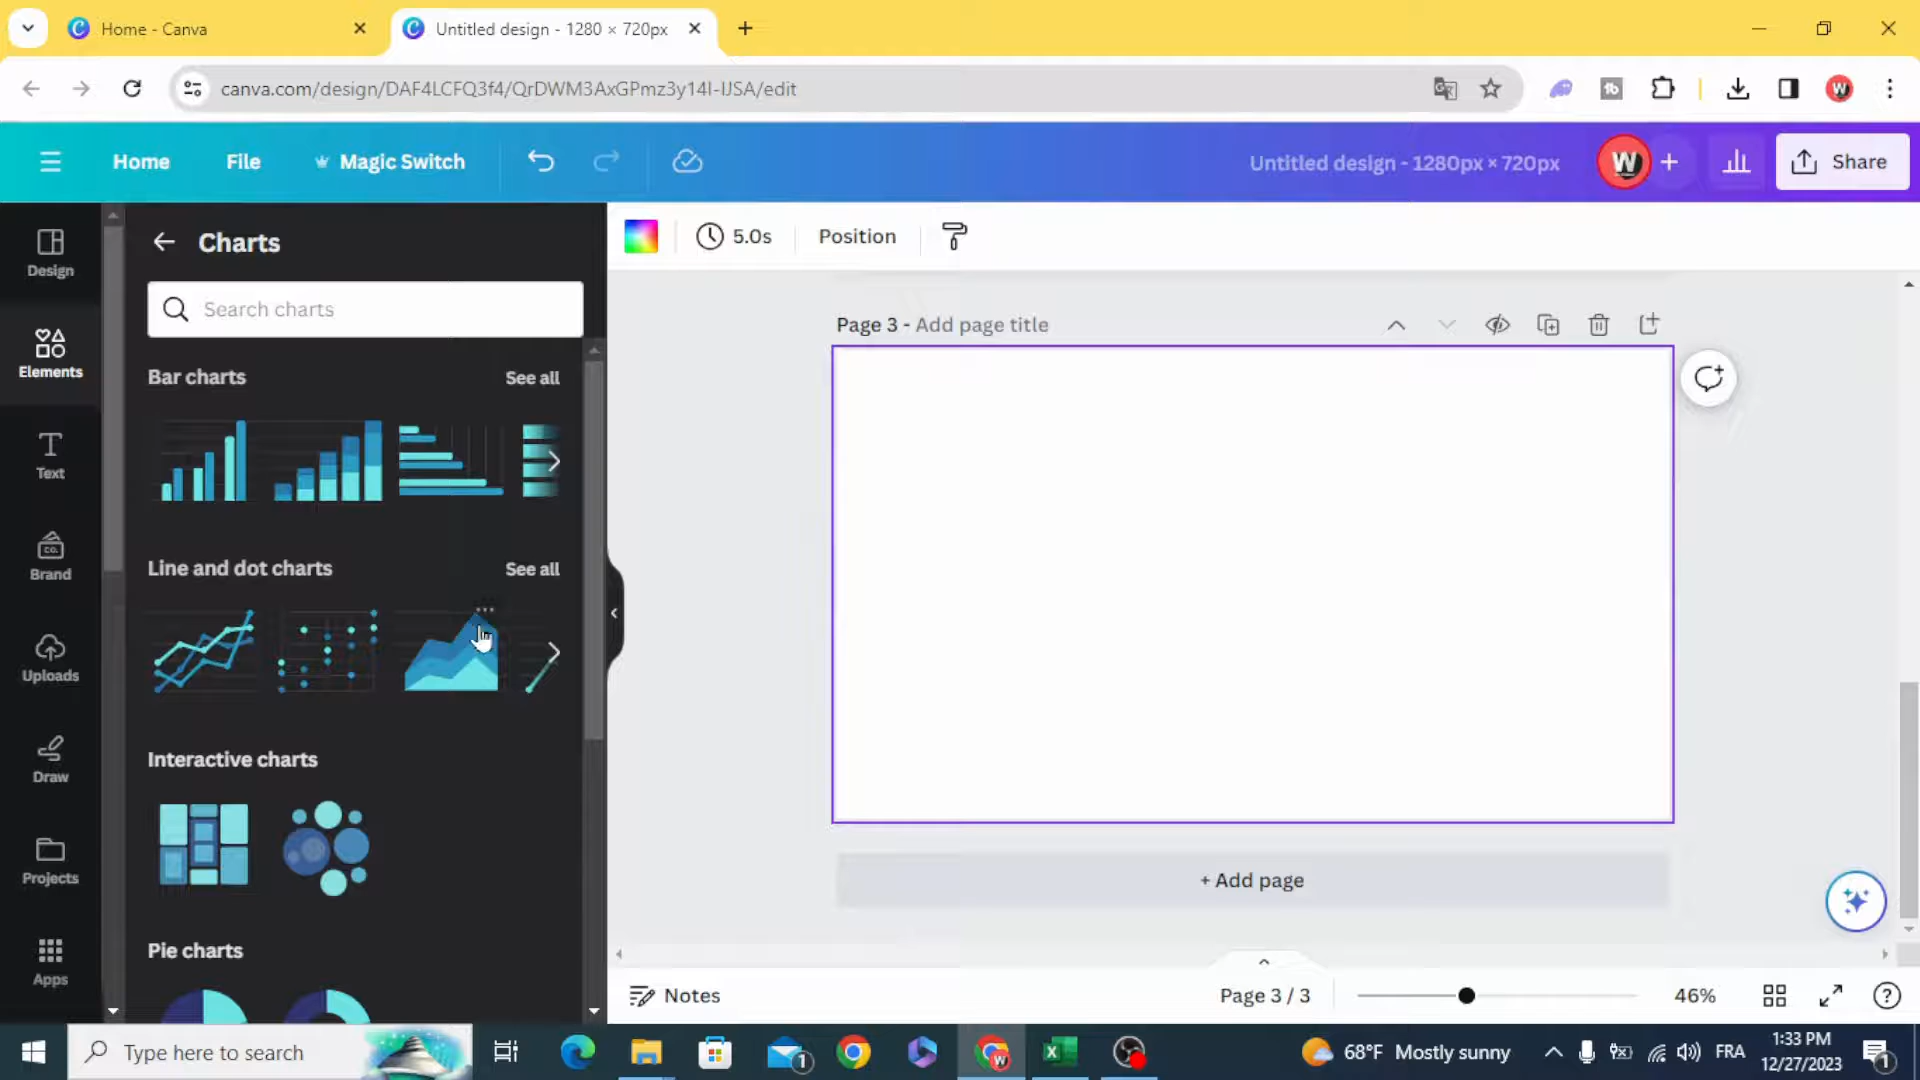 Home - Canva
Untitled design - 1280 × 720px
canva.com/design/DAF4LCFQ3f4/QrDWM3AxGPmz3y14I-IJSA/edit
Home
File
Magic Switch
Untitled design - 1280px × 720px
W
Share
Design
Elements
Text
CO.
Brand
Uploads
Draw
Projects
Apps
Charts
Search charts
Bar charts
See all
Line and dot charts
See all
Interactive charts
Pie charts
5.0s
Position
Page 3 - Add page title
+ Add page
Notes
Page 3 / 3
46%
Type here to search
1
68°F Mostly sunny
FRA
1:33 PM
12/27/2023
1